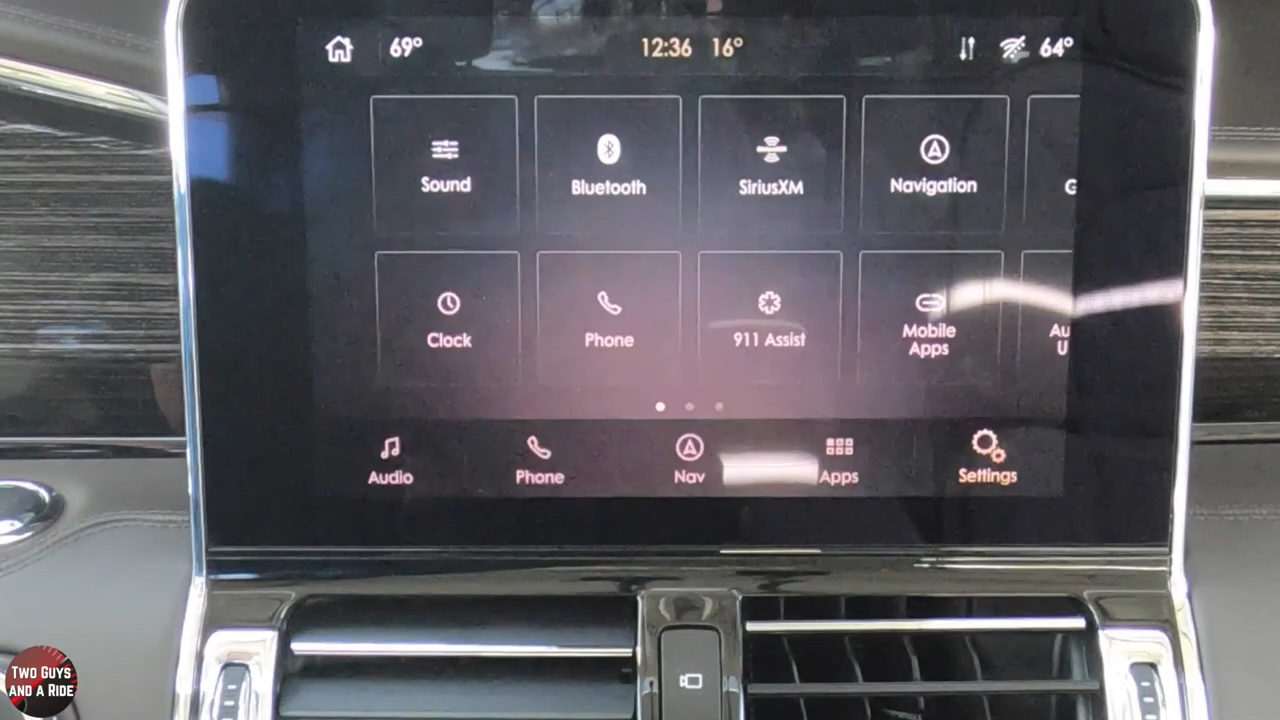 69° 12:36 16° 64°
Sound Bluetooth SiriusXM Navigation G
Clock Phone 911 Assist Mobile Apps Au U
Audio Phone Nav Apps Settings
TWO GUYS
AND A RIDE